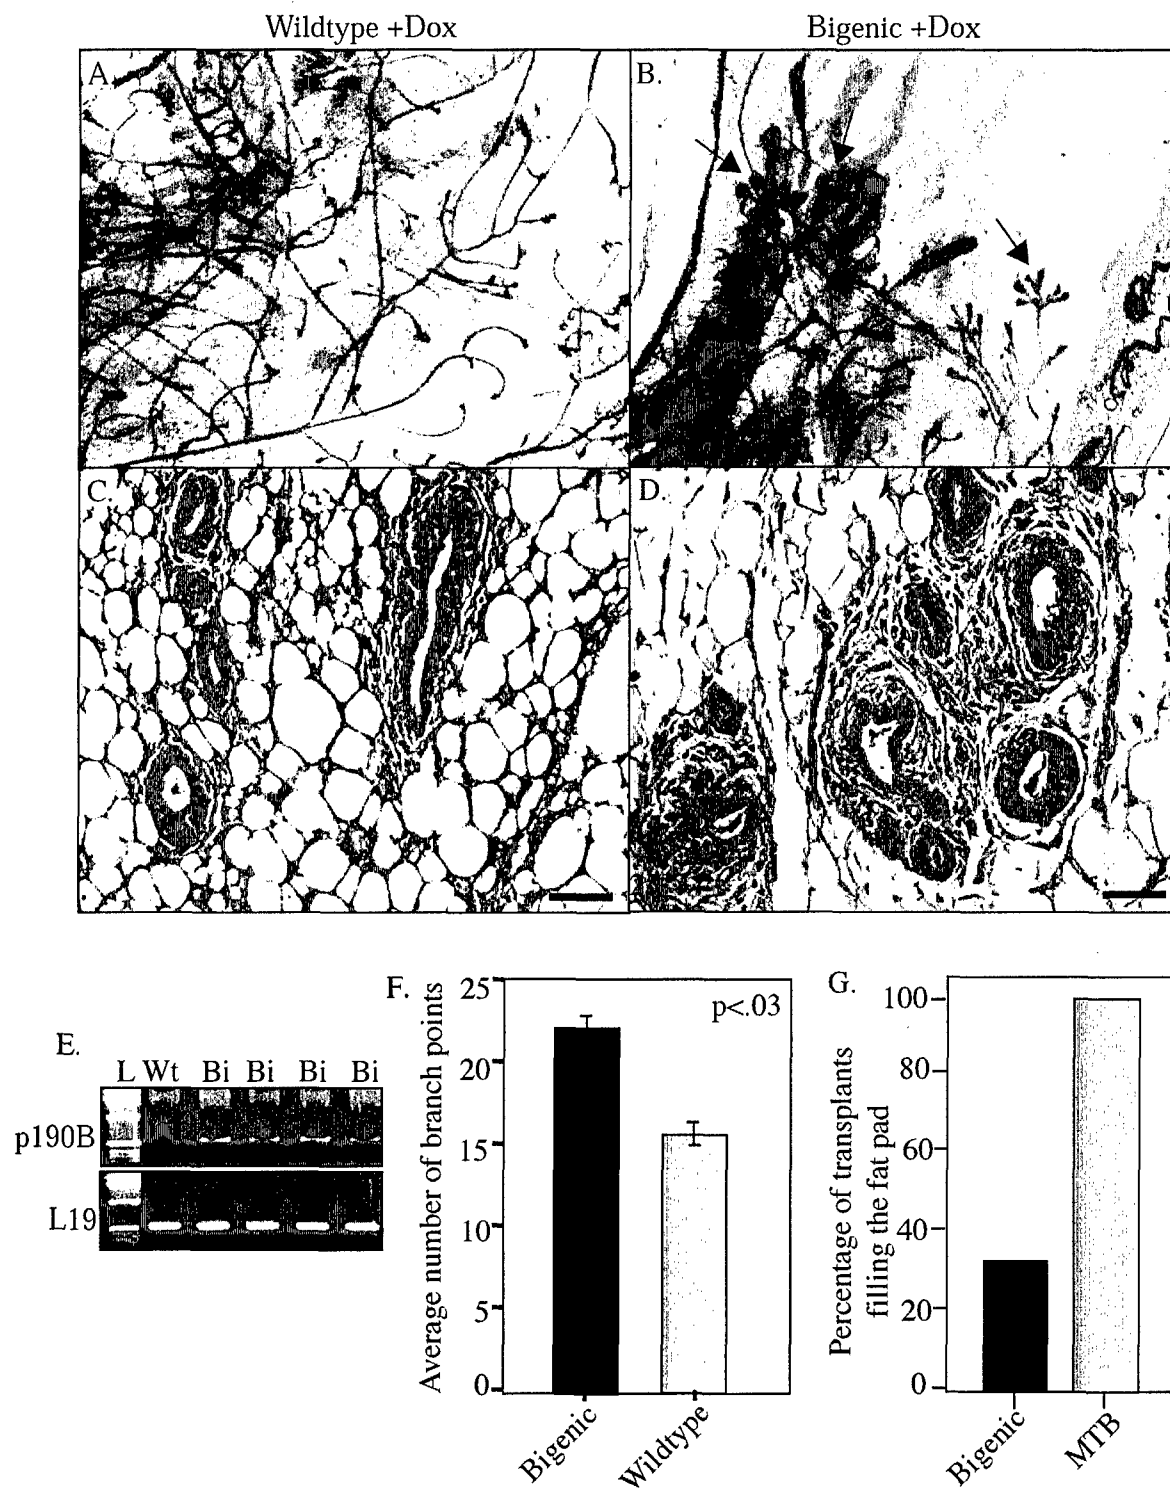 Wildtype +Dox
Bigenic +Dox
A.
B.
C.
D.
E.
L Wt Bi Bi Bi Bi
p190B
L19
F.
Average number of branch points
25
20
15
10
5
0
p<.03
Bigenic
Wildtype
G.
Percentage of transplants
filling the fat pad
100
80
60
40
20
0
Bigenic
MTB